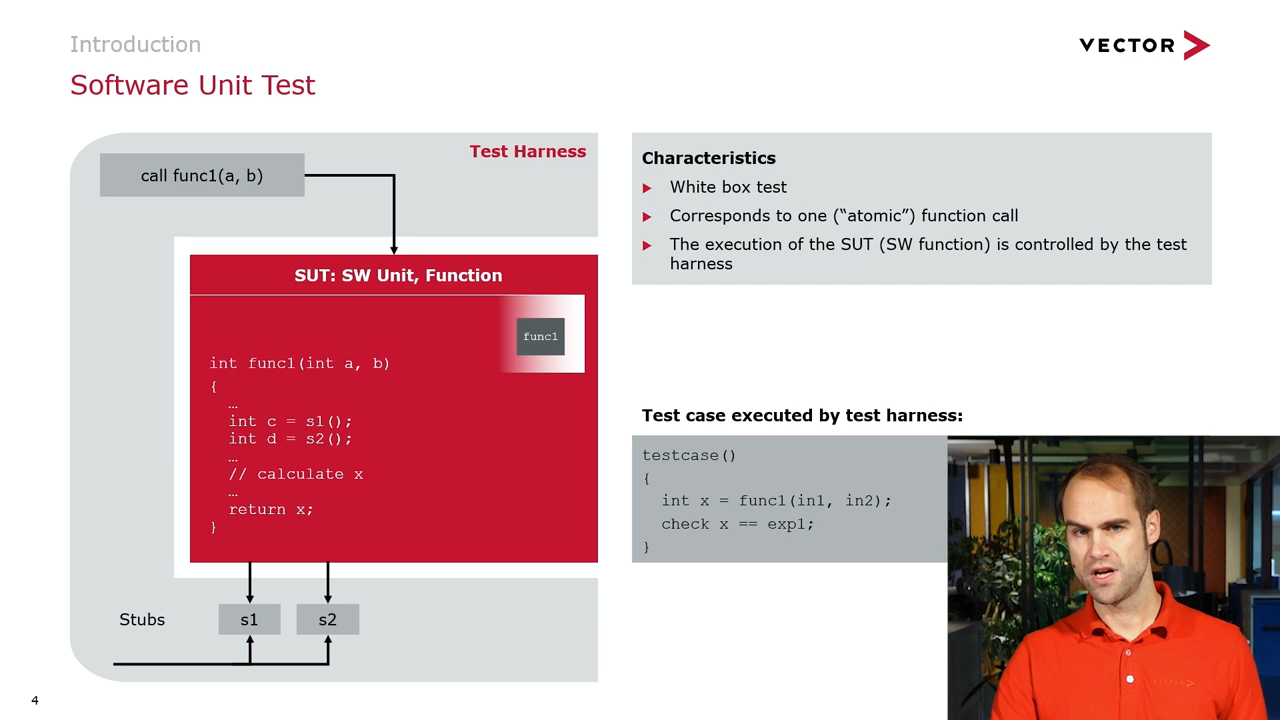 Introduction
VECTOR
Software Unit Test
Test Harness
call func1(a, b)
SUT: SW Unit, Function
func1
int func1(int a, b)
{
…
int c = s1();
int d = s2();
…
// calculate x
…
return x;
}
Stubs
s1
s2
Characteristics
White box test
Corresponds to one (“atomic”) function call
The execution of the SUT (SW function) is controlled by the test
harness
Test case executed by test harness:
testcase()
{
int x = func1(in1, in2);
check x == exp1;
}
VECTOR
4